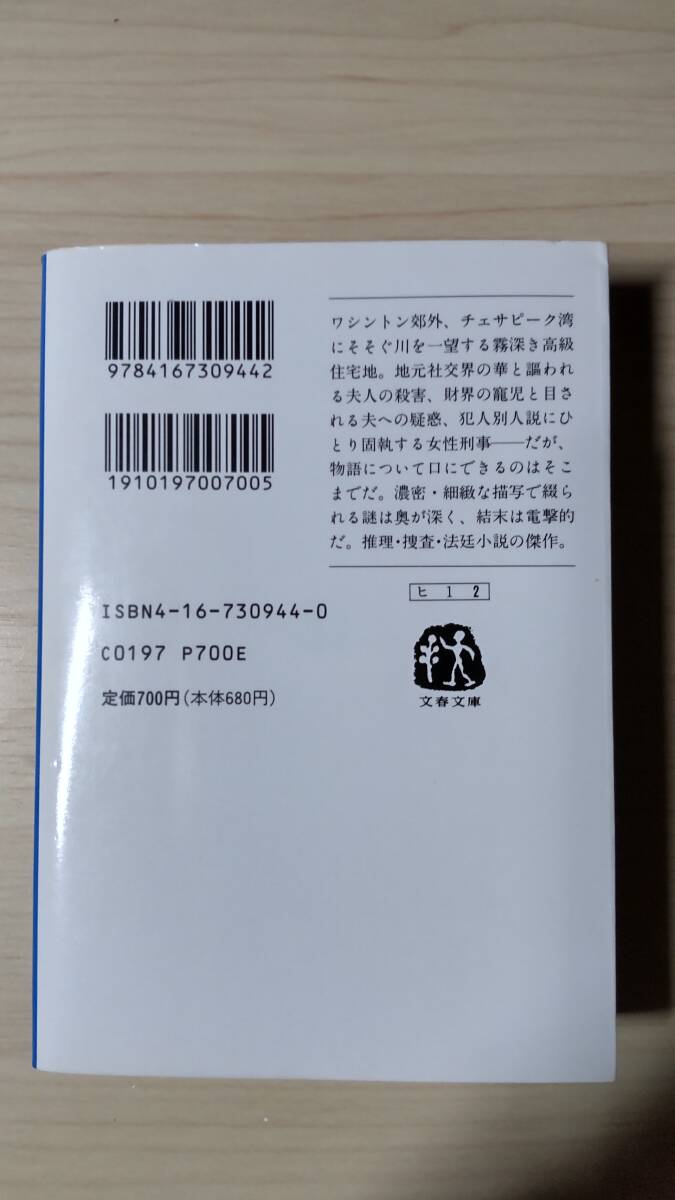 9784167309442
1910197007005
ISBN4-16-730944-0
C0197 P700E
定価700円(本体680円)
ワシントン郊外、チェサピーク湾
にそそぐ川を一望する霧深き高級
住宅地。地元社交界の華と謳われ
る夫人の殺害、財界の寵児と目さ
れる夫への疑惑、犯人別人説にひ
とり固執する女性刑事——だが、
物語について口にできるのはそこ
までだ。濃密・細緻な描写で綴ら
れる謎は奥が深く、結末は電撃的
だ。推理・捜査・法廷小説の傑作。
ヒ 1 2
文春文庫